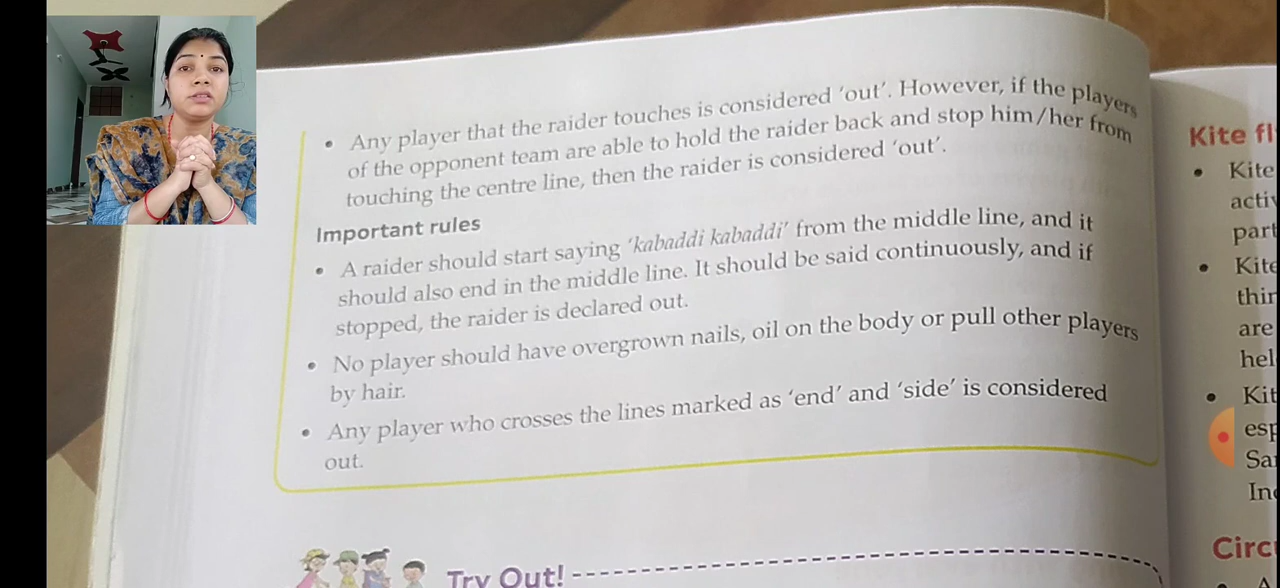 • Any player that the raider touches is considered 'out'. However, if the players
of the opponent team are able to hold the raider back and stop him/her from
touching the centre line, then the raider is considered 'out'.
Important rules
• A raider should start saying 'kabaddi kabaddi' from the middle line, and it
should also end in the middle line. It should be said continuously, and if
stopped, the raider is declared out.
• No player should have overgrown nails, oil on the body or pull other players
by hair.
• Any player who crosses the lines marked as 'end' and 'side' is considered
out.
Try Out!
Kite fl
• Kite
activ
part
• Kite
thin
are
hel
• Kit
esp
Sa
In
Circ